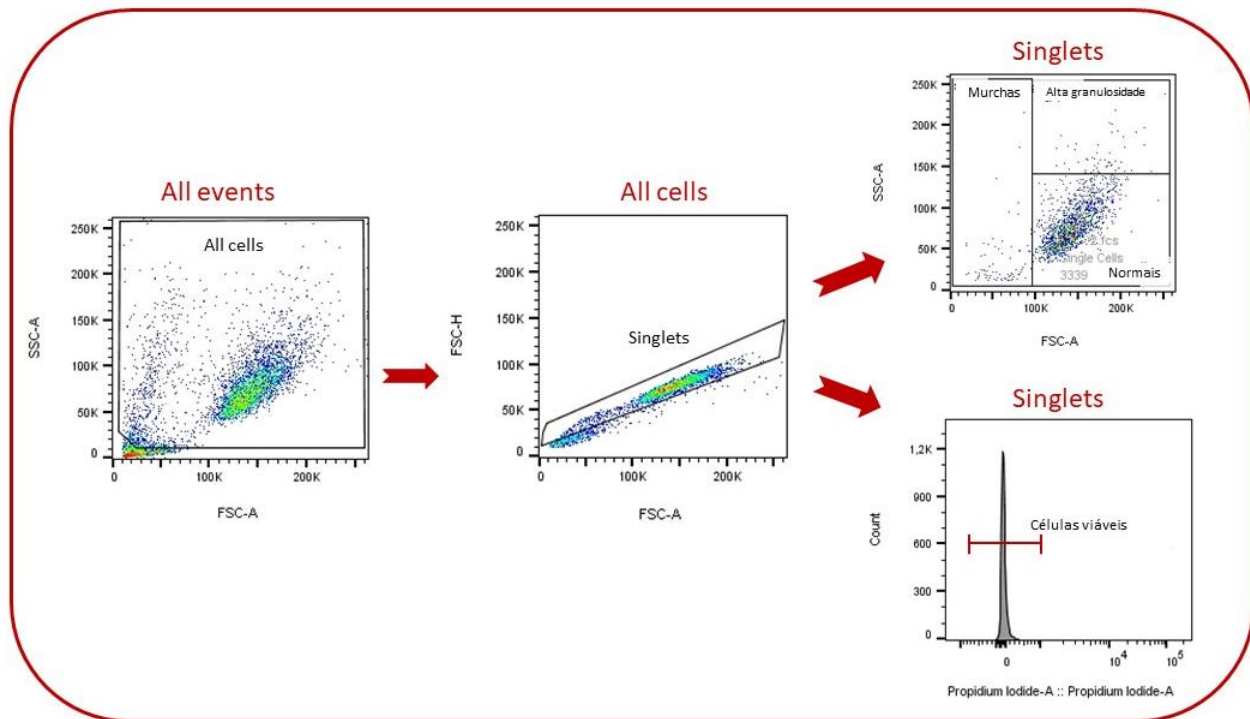 All events
All cells
250K
200K
150K
100K
50K
0
SSC-A
0
100K
200K
FSC-A
All cells
Singlets
250K
200K
150K
100K
50K
0
FSC-H
0
100K
200K
FSC-A
Singlets
Murchas
Alta granulosidade
250K
200K
150K
100K
50K
0
SSC-A
2.fcs
Single Cells
3339
Normais
0
100K
200K
FSC-A
Singlets
1,2K
900
600
300
0
Count
Células viáveis
0
10^4
10^5
Propidium Iodide-A :: Propidium Iodide-A